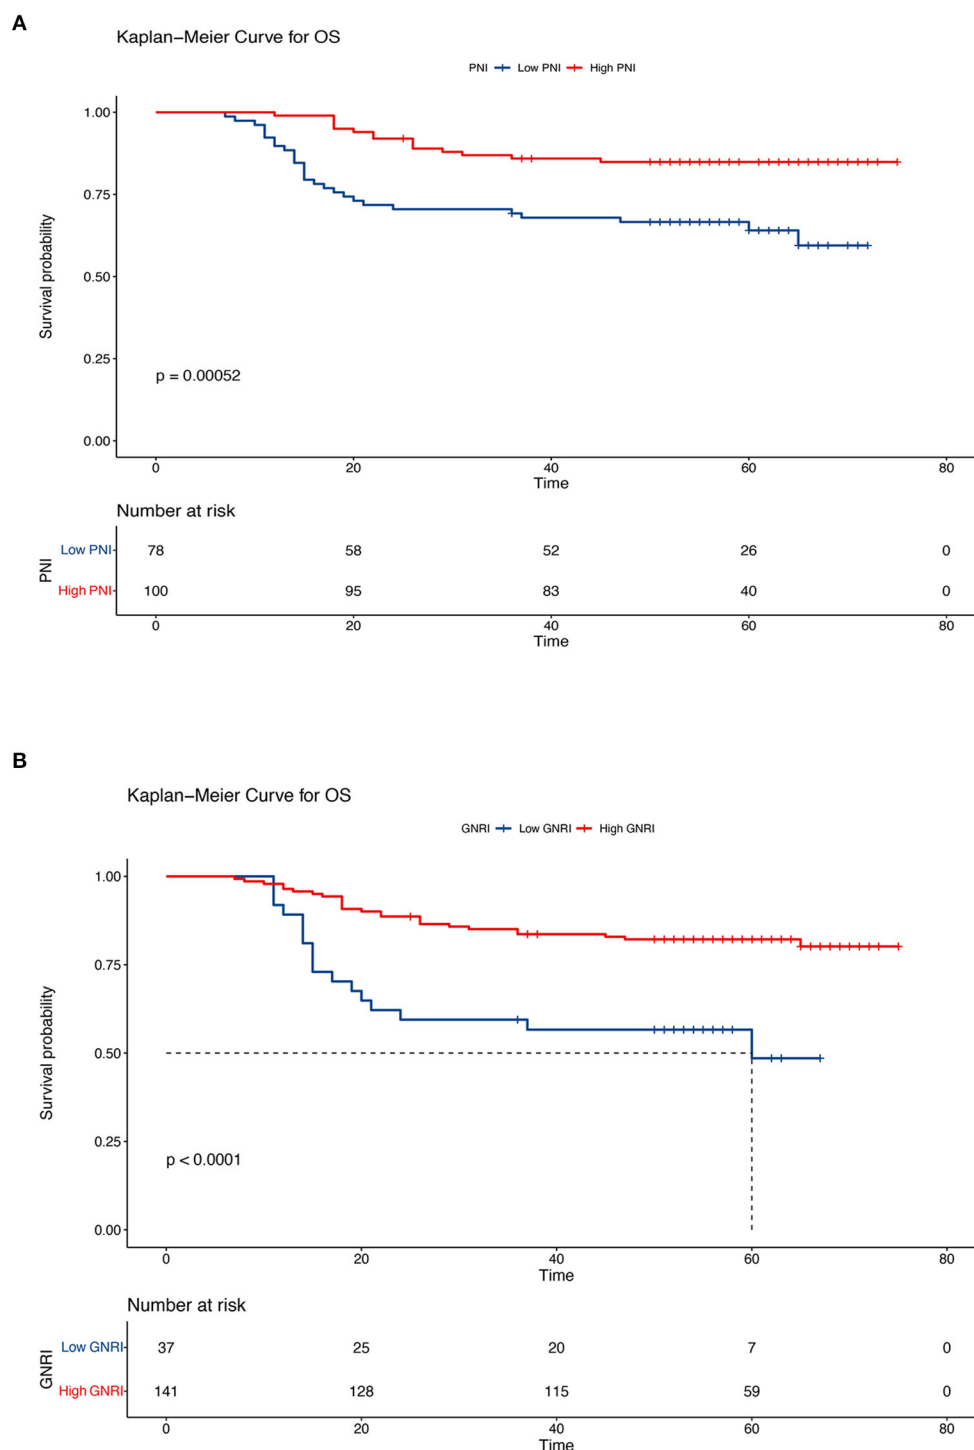 A
Kaplan–Meier Curve for OS
PNI Low PNI High PNI
1.00
0.75
0.50
0.25
0.00
Survival probability
p = 0.00052
0 20 40 60 80
Time
Number at risk
PNI
Low PNI 78 58 52 26 0
High PNI 100 95 83 40 0
0 20 40 60 80
Time
B
Kaplan–Meier Curve for OS
GNRI Low GNRI High GNRI
1.00
0.75
0.50
0.25
0.00
Survival probability
p < 0.0001
0 20 40 60 80
Time
Number at risk
GNRI
Low GNRI 37 25 20 7 0
High GNRI 141 128 115 59 0
0 20 40 60 80
Time